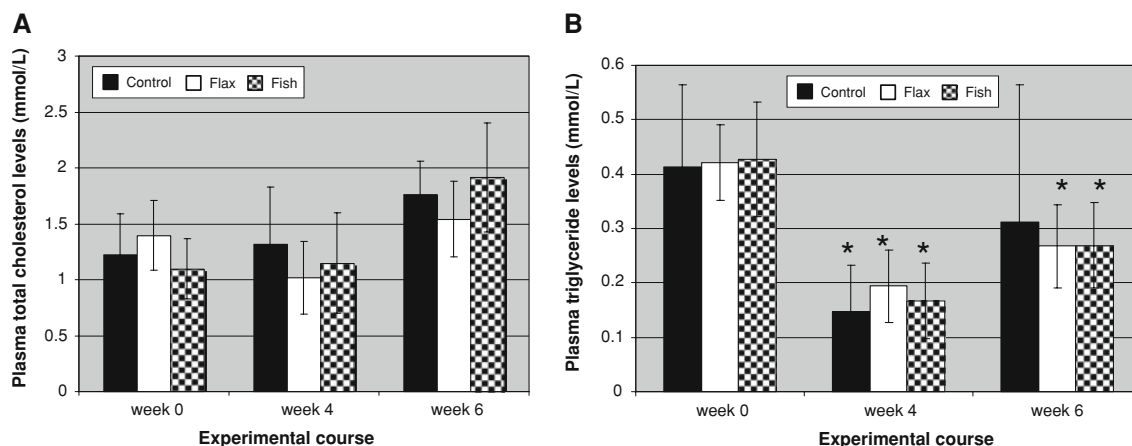 A
Plasma total cholesterol levels (mmol/L)
3
2.5
2
1.5
1
0.5
0
Control Flax Fish
week 0 week 4 week 6
Experimental course
B
Plasma triglyceride levels (mmol/L)
0.6
0.5
0.4
0.3
0.2
0.1
0
Control Flax Fish
* * *
* *
week 0 week 4 week 6
Experimental course